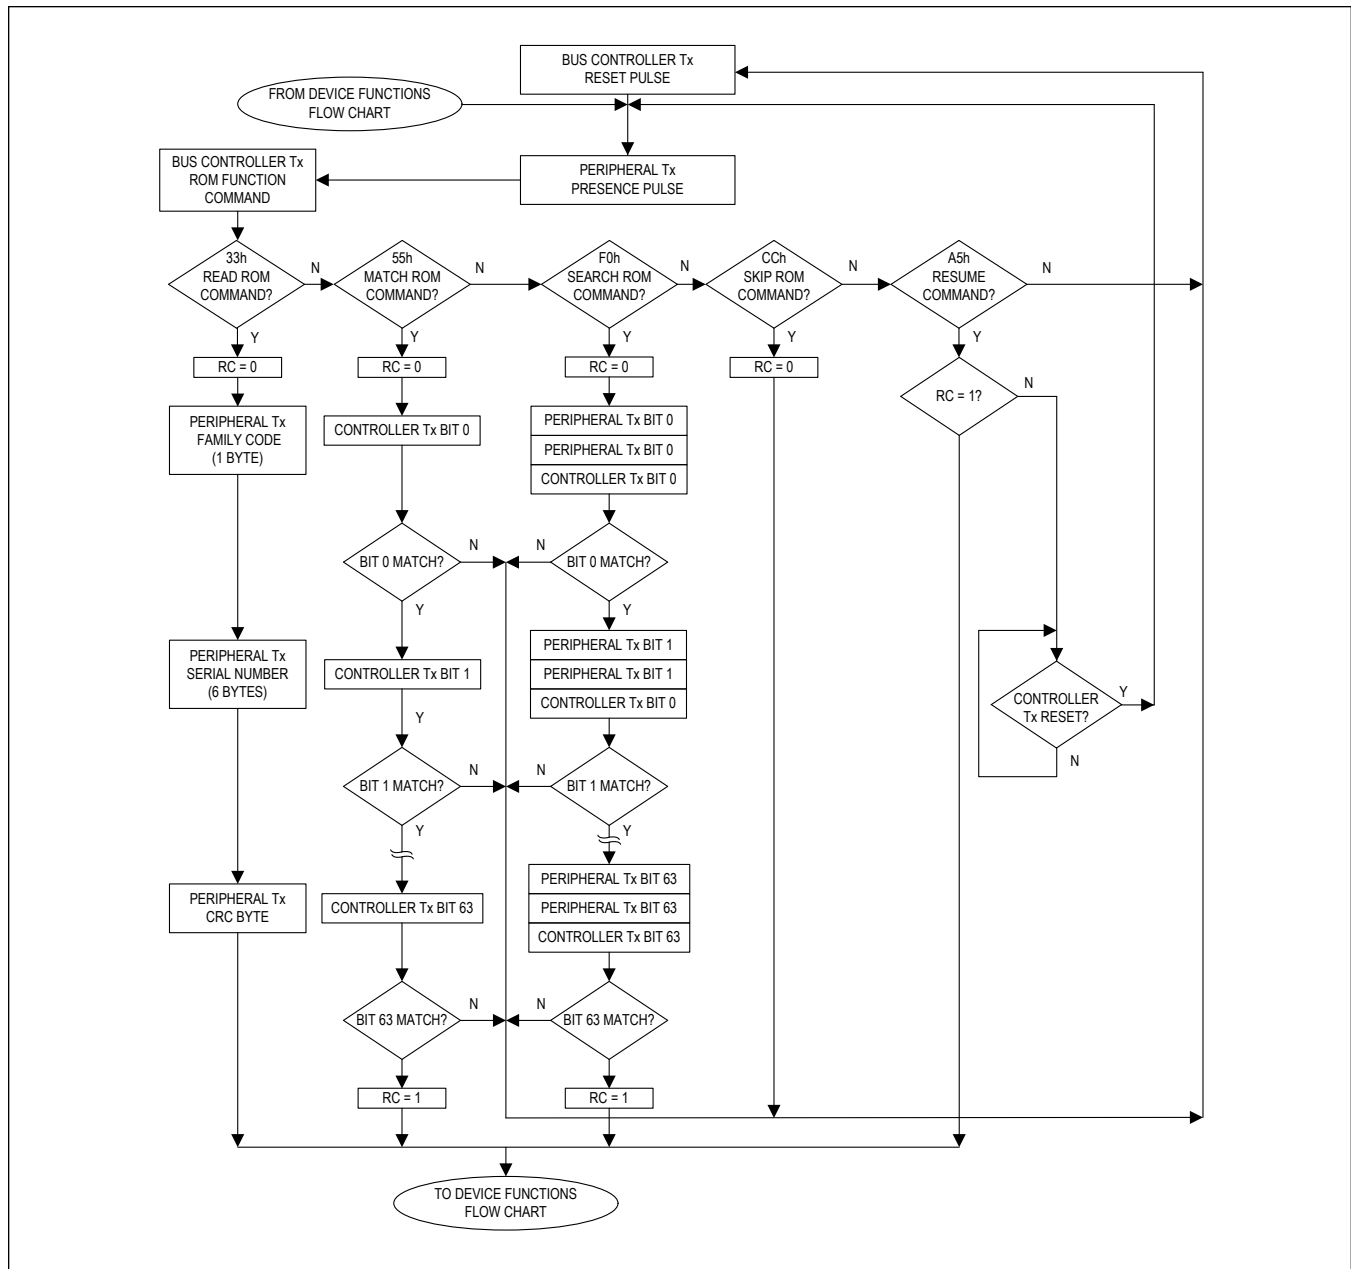 BUS CONTROLLER Tx
RESET PULSE
FROM DEVICE FUNCTIONS
FLOW CHART
BUS CONTROLLER Tx
ROM FUNCTION
COMMAND
PERIPHERAL Tx
PRESENCE PULSE
33h
READ ROM
COMMAND?
N
Y
55h
MATCH ROM
COMMAND?
N
Y
F0h
SEARCH ROM
COMMAND?
N
Y
CCh
SKIP ROM
COMMAND?
N
Y
A5h
RESUME
COMMAND?
N
Y
RC = 0
RC = 0
RC = 0
RC = 0
RC = 1?
N
PERIPHERAL Tx
FAMILY CODE
(1 BYTE)
CONTROLLER Tx BIT 0
PERIPHERAL Tx BIT 0
PERIPHERAL Tx BIT 0
CONTROLLER Tx BIT 0
BIT 0 MATCH?
N
Y
N
BIT 0 MATCH?
Y
PERIPHERAL Tx
SERIAL NUMBER
(6 BYTES)
CONTROLLER Tx BIT 1
Y
PERIPHERAL Tx BIT 1
PERIPHERAL Tx BIT 1
CONTROLLER Tx BIT 0
CONTROLLER
Tx RESET?
Y
N
BIT 1 MATCH?
N
Y
N
BIT 1 MATCH?
Y
PERIPHERAL Tx
CRC BYTE
CONTROLLER Tx BIT 63
PERIPHERAL Tx BIT 63
PERIPHERAL Tx BIT 63
CONTROLLER Tx BIT 63
BIT 63 MATCH?
N
N
BIT 63 MATCH?
Y
Y
RC = 1
RC = 1
TO DEVICE FUNCTIONS
FLOW CHART